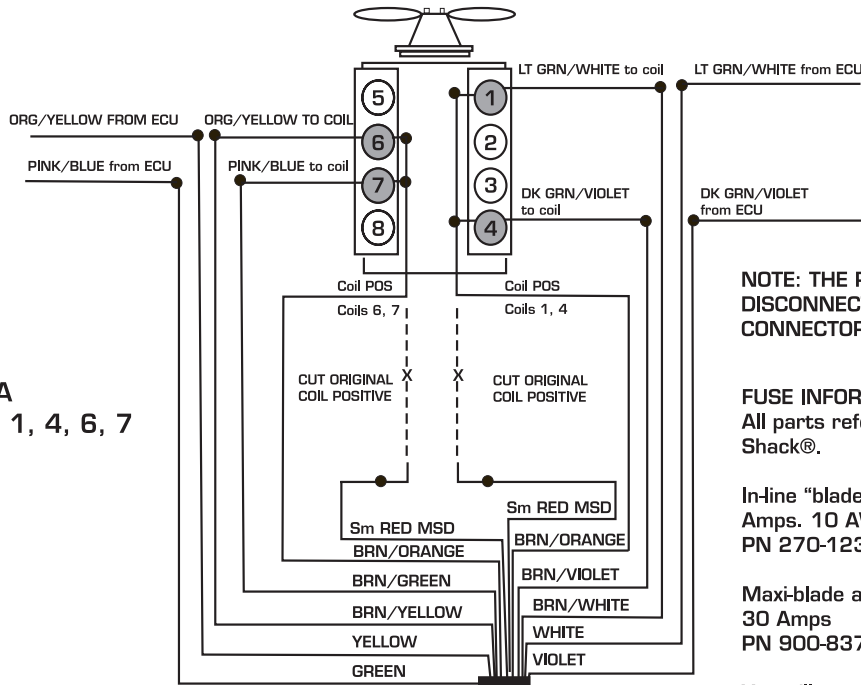 LT GRN/WHITE to coil
LT GRN/WHITE from ECU
ORG/YELLOW FROM ECU
ORG/YELLOW TO COIL
PINK/BLUE from ECU
PINK/BLUE to coil
5
6
7
8
1
2
3
4
DK GRN/VIOLET
to coil
DK GRN/VIOLET
from ECU
Coil POS
Coils 6, 7
Coil POS
Coils 1, 4
CUT ORIGINAL
COIL POSITIVE
X
X
CUT ORIGINAL
COIL POSITIVE
A
1, 4, 6, 7
Sm RED MSD
BRN/ORANGE
BRN/GREEN
BRN/YELLOW
YELLOW
GREEN
Sm RED MSD
BRN/ORANGE
BRN/VIOLET
BRN/WHITE
WHITE
VIOLET
NOTE: THE
DISCONNEC
CONNECTOR
FUSE INFOR
All parts refe
Shack®.
In-line "blade
Amps. 10 A
PN 270-123
Maxi-blade a
30 Amps
PN 900-837